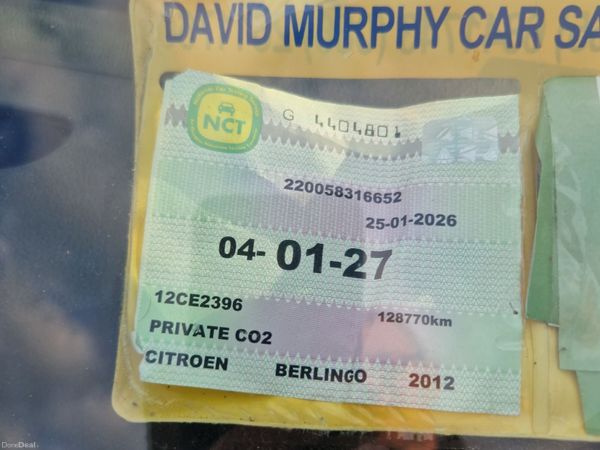 DAVID MURPHY CAR SA
NCT
G 4404801
220058316652
25-01-2026
04- 01-27
12CE2396
128770km
PRIVATE CO2
CITROEN BERLINGO 2012
DoneDeal